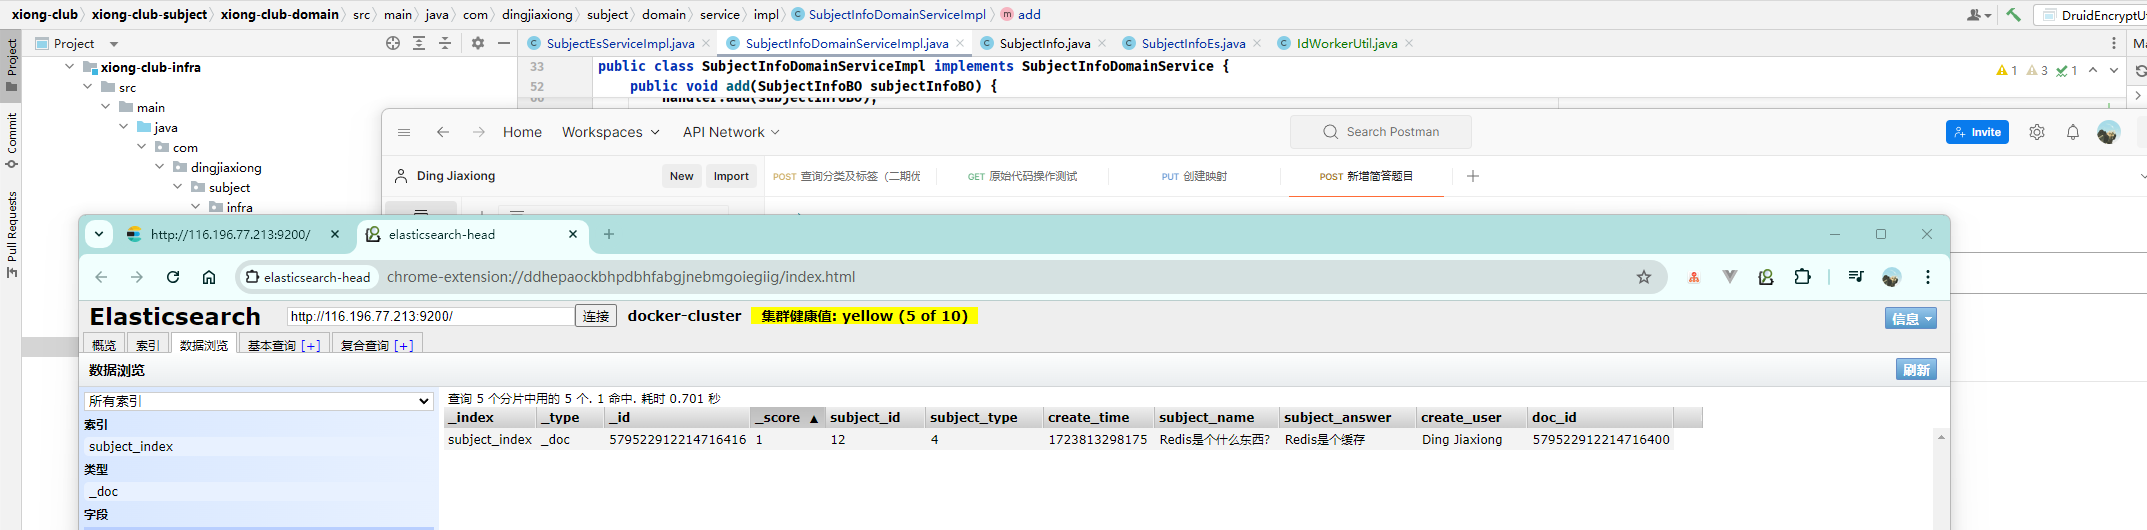 xiong-club xiong-club-subject xiong-club-domain src main java com dingjiaxiong subject domain service impl SubjectInfoDomainServiceImpl add DruidEncryptUt
Project
Commit
Pull Requests
Project SubjectEsServiceImpl.java SubjectInfoDomainServiceImpl.java SubjectInfo.java SubjectInfoEs.java IdWorkerUtil.java Ma
xiong-club-infra
src
main
java
com
dingjiaxiong
subject
infra
33 public class SubjectInfoDomainServiceImpl implements SubjectInfoDomainService { 1 3 1
52 public void add(SubjectInfoBO subjectInfoBO) {
handler.add(subjectInfoBO);
Home Workspaces API Network Search Postman Invite
Ding Jiaxiong New Import POST 查询分类及标签（二期优 GET 原始代码操作测试 PUT 创建映射 POST 新增简答题目
http://116.196.77.213:9200/ elasticsearch-head
elasticsearch-head chrome-extension://ddhepaockbhpdbhfabgjnebmgoiegiig/index.html
Elasticsearch http://116.196.77.213:9200/ 连接 docker-cluster 集群健康值: yellow (5 of 10) 信息
概览 索引 数据浏览 基本查询 [+] 复合查询 [+]
数据浏览 刷新
所有索引
索引
subject_index
类型
_doc
字段
查询 5 个分片中用的 5 个. 1 命中. 耗时 0.701 秒
_index _type _id _score ▲ subject_id subject_type create_time subject_name subject_answer create_user doc_id
subject_index _doc 579522912214716416 1 12 4 1723813298175 Redis是个什么东西? Redis是个缓存 Ding Jiaxiong 579522912214716400